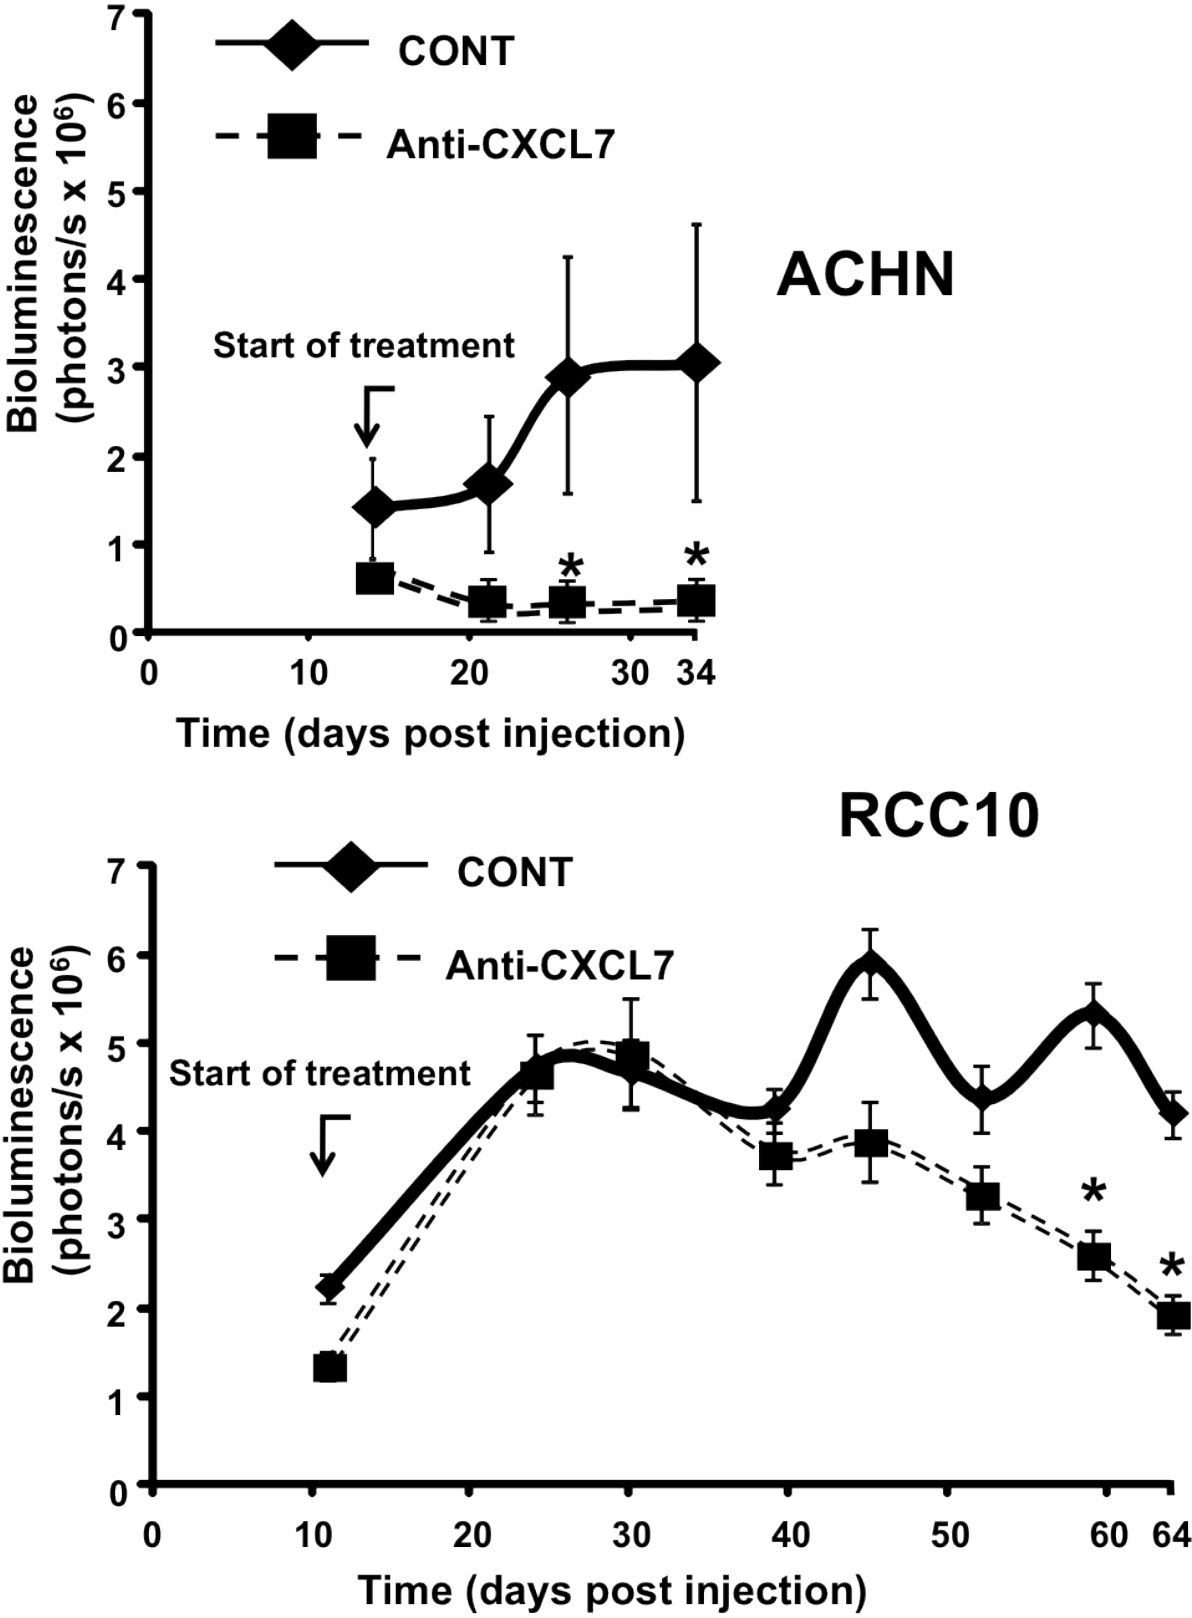 7
CONT
6
Anti-CXCL7
5
4
3
2
1
0
Bioluminescence
(photons/s x 10⁶)
ACHN
Start of treatment
*
*
0 10 20 30 34
Time (days post injection)
RCC10
7
CONT
6
Anti-CXCL7
5
4
3
2
1
0
Bioluminescence
(photons/s x 10⁶)
Start of treatment
*
*
0 10 20 30 40 50 60 64
Time (days post injection)